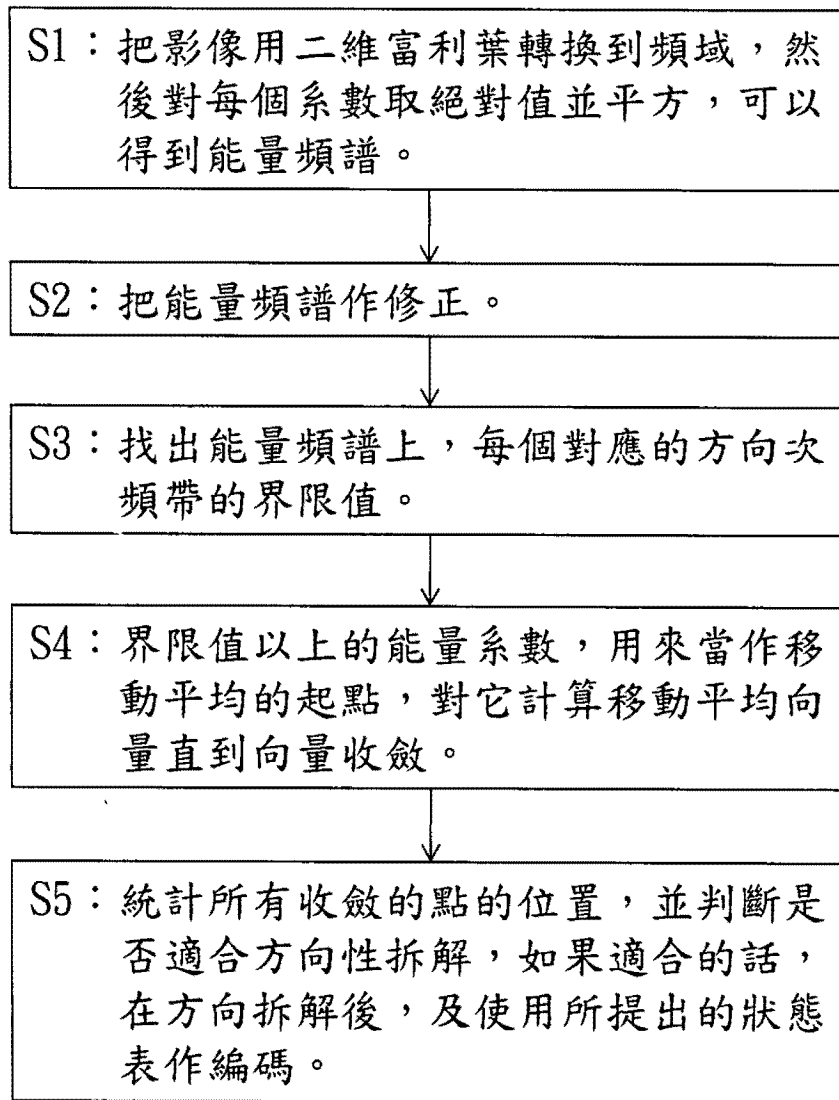 S1：把影像用二維富利葉轉換到頻域，然
後對每個系數取絕對值並平方，可以
得到能量頻譜。
S2：把能量頻譜作修正。
S3：找出能量頻譜上，每個對應的方向次
頻帶的界限值。
S4：界限值以上的能量系數，用來當作移
動平均的起點，對它計算移動平均向
量直到向量收斂。
S5：統計所有收斂的點的位置，並判斷是
否適合方向性拆解，如果適合的話，
在方向拆解後，及使用所提出的狀態
表作編碼。